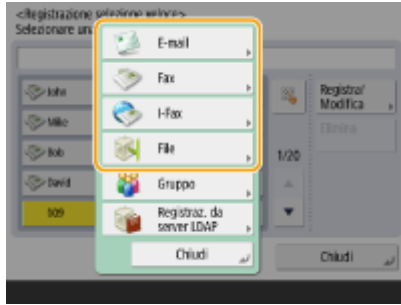 <Registrazione selezione veloce>
Selezionare una
E-mail
Fax
I-Fax
File
Gruppo
Registraz. da
server LDAP
Chiudi
John
Mike
Bob
David
009
1/20
Registra/
Modifica
Elimina
Chiudi